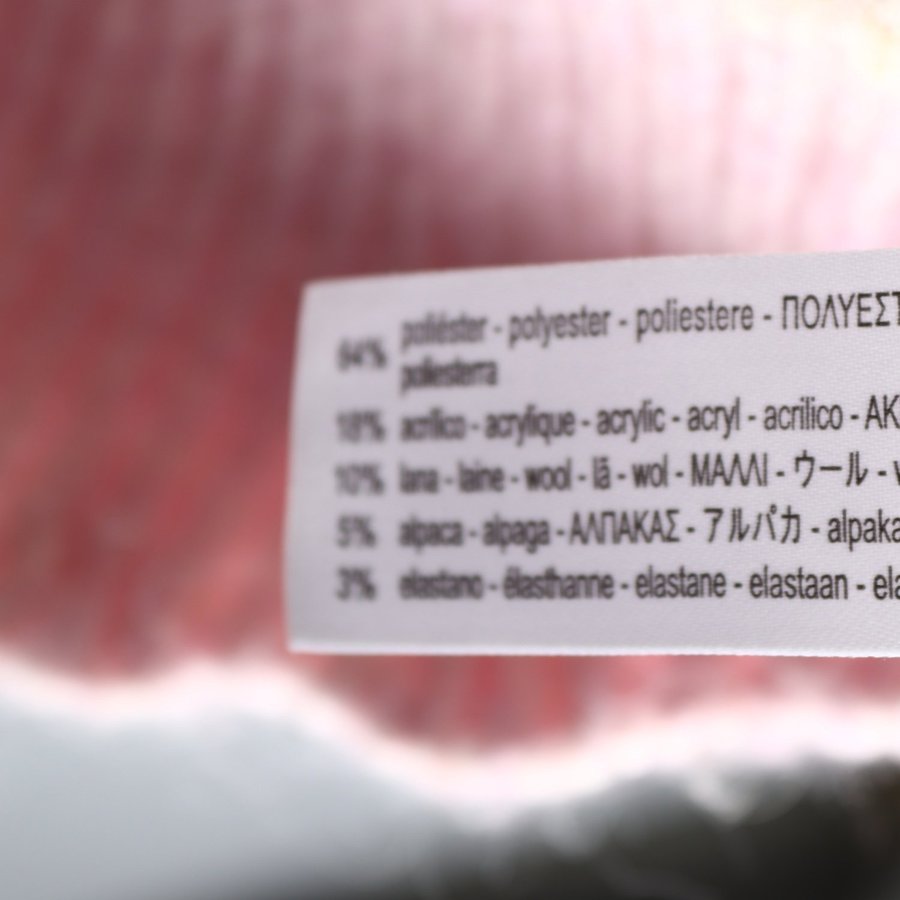 64% poliéster - polyester - poliestere - ΠΟΛΥΕΣΤ
poliesterra
18% acrílico - acrylique - acrylic - acryl - acrilico - ΑΚ
10% lana - laine - wool - lã - wol - ΜΑΛΛΙ - ウール -
5% alpaca - alpaga - ΑΛΠΑΚΑΣ - アルパカ - alpaka
3% elastano - élasthanne - elastane - elastaan - ela